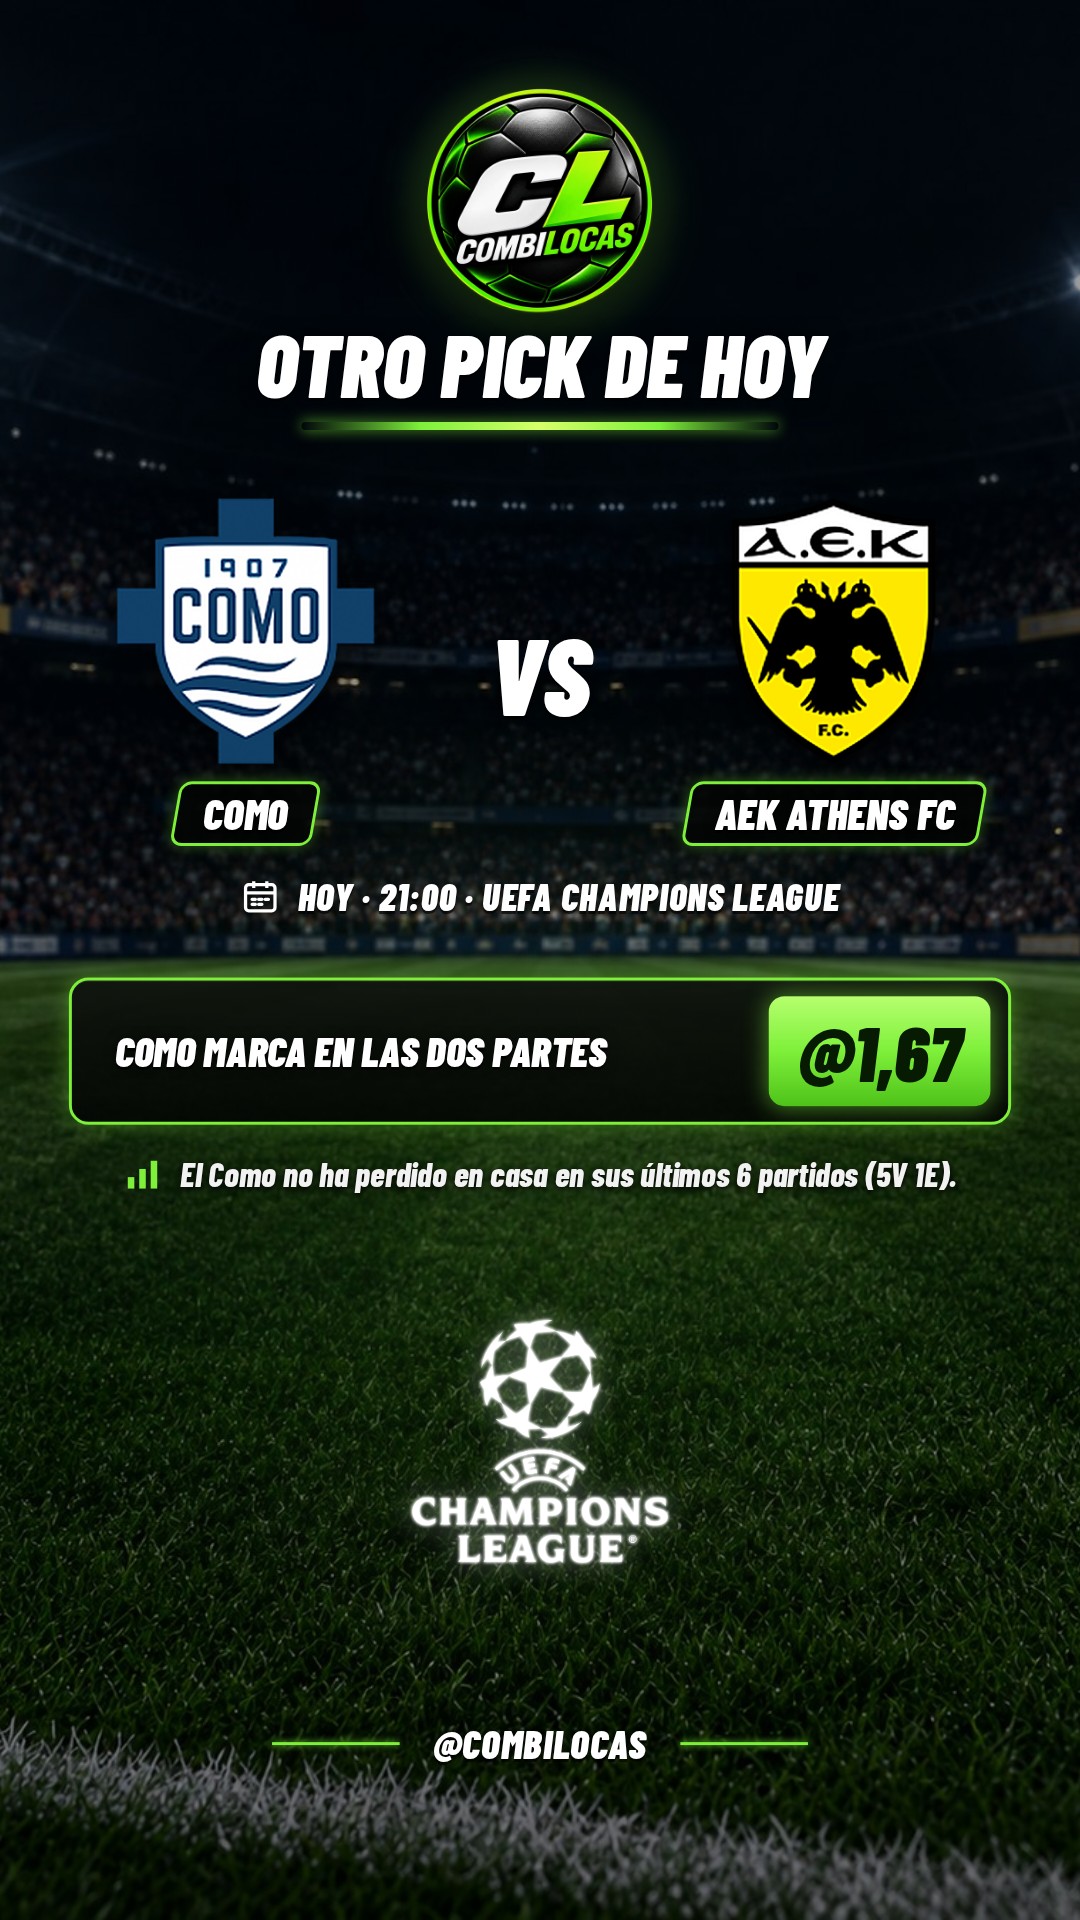 CL
COMBILOCAS
OTRO PICK DE HOY
1907
COMO
VS
A.E.K
F.C.
COMO
AEK ATHENS FC
HOY · 21:00 · UEFA CHAMPIONS LEAGUE
COMO MARCA EN LAS DOS PARTES
@1,67
El Como no ha perdido en casa en sus últimos 6 partidos (5V 1E).
UEFA
CHAMPIONS
LEAGUE®
@COMBILOCAS